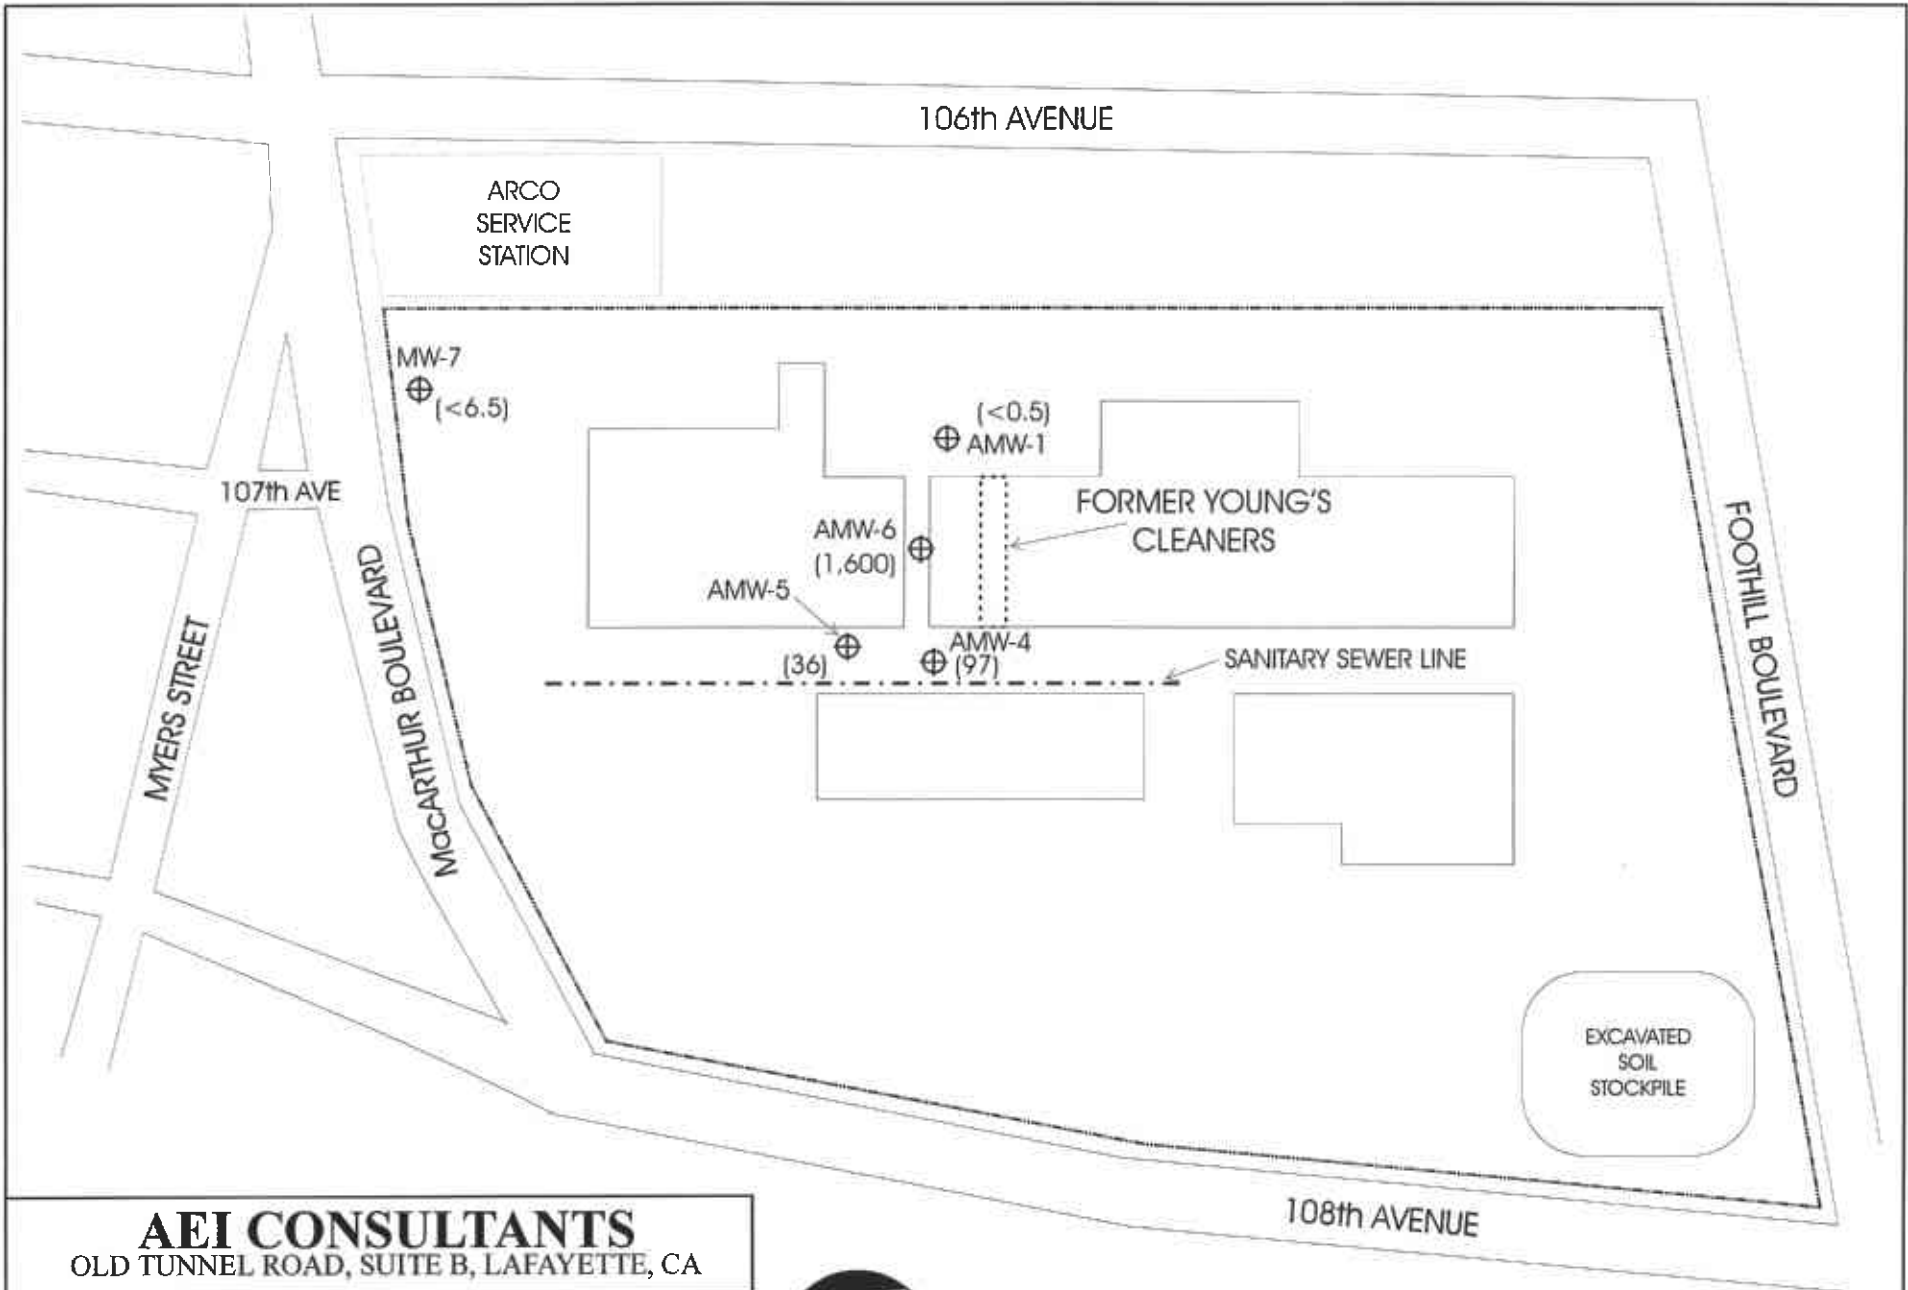 106th AVENUE
ARCO
SERVICE
STATION
MW-7
(<6.5)
(<0.5)
AMW-1
107th AVE
FORMER YOUNG'S
CLEANERS
AMW-6
(1,600)
AMW-5
AMW-4
(36)
(97)
SANITARY SEWER LINE
MYERS STREET
MacARTHUR BOULEVARD
FOOTHILL BOULEVARD
EXCAVATED
SOIL
STOCKPILE
108th AVENUE
AEI CONSULTANTS
OLD TUNNEL ROAD, SUITE B, LAFAYETTE, CA